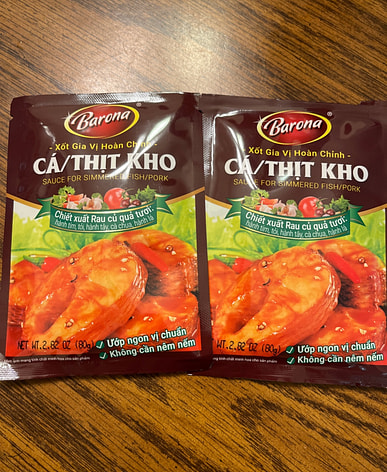 Barona
- Xốt Gia Vị Hoàn Chỉnh -
CÁ/THỊT KHO
SAUCE FOR SIMMERED FISH/PORK
Chiết xuất Rau củ quả tươi:
hành tím, tỏi, hành tây, cà chua, hành lá
NET WT.2.82 OZ (80g)
✓ Ướp ngon vị chuẩn
✓ Không cần nêm nếm
Barona
- Xốt Gia Vị Hoàn Chỉnh -
CÁ/THỊT KHO
SAUCE FOR SIMMERED FISH/PORK
Chiết xuất Rau củ quả tươi:
hành tím, tỏi, hành tây, cà chua, hành lá
WT.2.82 OZ (80g)
✓ Ướp ngon vị chuẩn
✓ Không cần nêm nếm